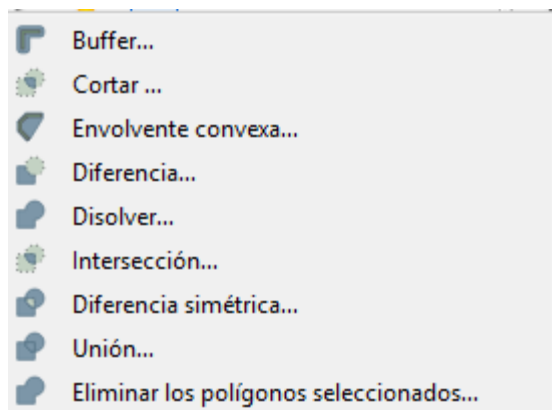 Buffer...
Cortar ...
Envolvente convexa...
Diferencia...
Disolver...
Intersección...
Diferencia simétrica...
Unión...
Eliminar los polígonos seleccionados...